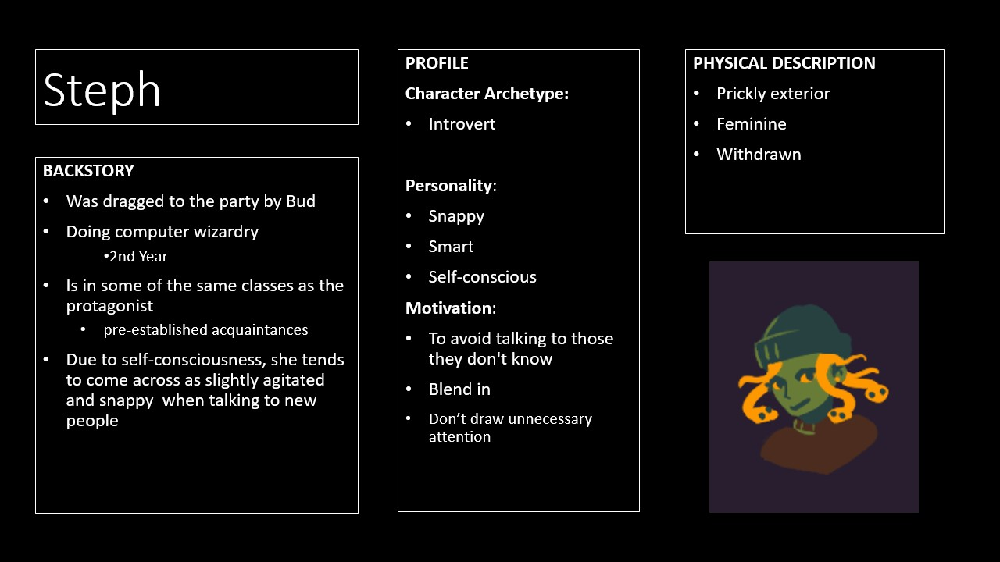 Steph
BACKSTORY
• Was dragged to the party by Bud
• Doing computer wizardry
•2nd Year
• Is in some of the same classes as the
protagonist
• pre-established acquaintances
• Due to self-consciousness, she tends
to come across as slightly agitated
and snappy  when talking to new
people
PROFILE
Character Archetype:
• Introvert
Personality:
• Snappy
• Smart
• Self-conscious
Motivation:
• To avoid talking to those
they don't know
• Blend in
• Don’t draw unnecessary
attention
PHYSICAL DESCRIPTION
• Prickly exterior
• Feminine
• Withdrawn